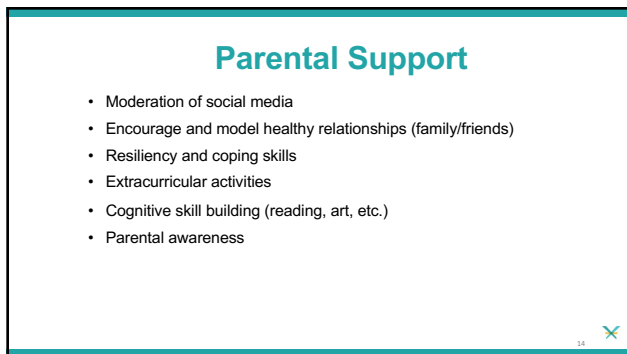 Parental Support
• Moderation of social media
• Encourage and model healthy relationships (family/friends)
• Resiliency and coping skills
• Extracurricular activities
• Cognitive skill building (reading, art, etc.)
• Parental awareness
14